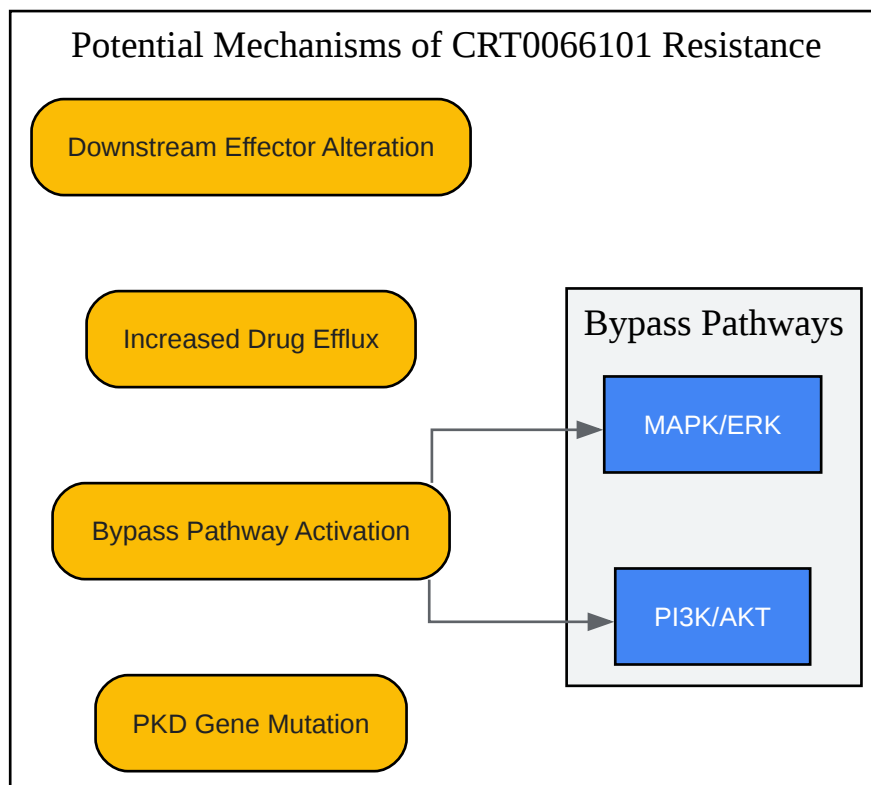 Potential Mechanisms of CRT0066101 Resistance
Downstream Effector Alteration
Increased Drug Efflux
Bypass Pathways
MAPK/ERK
Bypass Pathway Activation
PI3K/AKT
PKD Gene Mutation